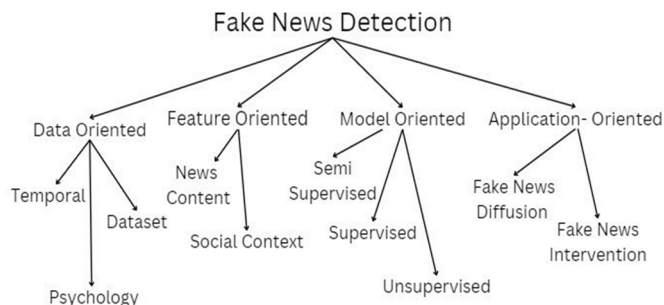 Fake News Detection
Data Oriented
Feature Oriented
Model Oriented
Application- Oriented
Temporal
Psychology
Dataset
News
Content
Social Context
Semi
Supervised
Supervised
Unsupervised
Fake News
Diffusion
Fake News
Intervention